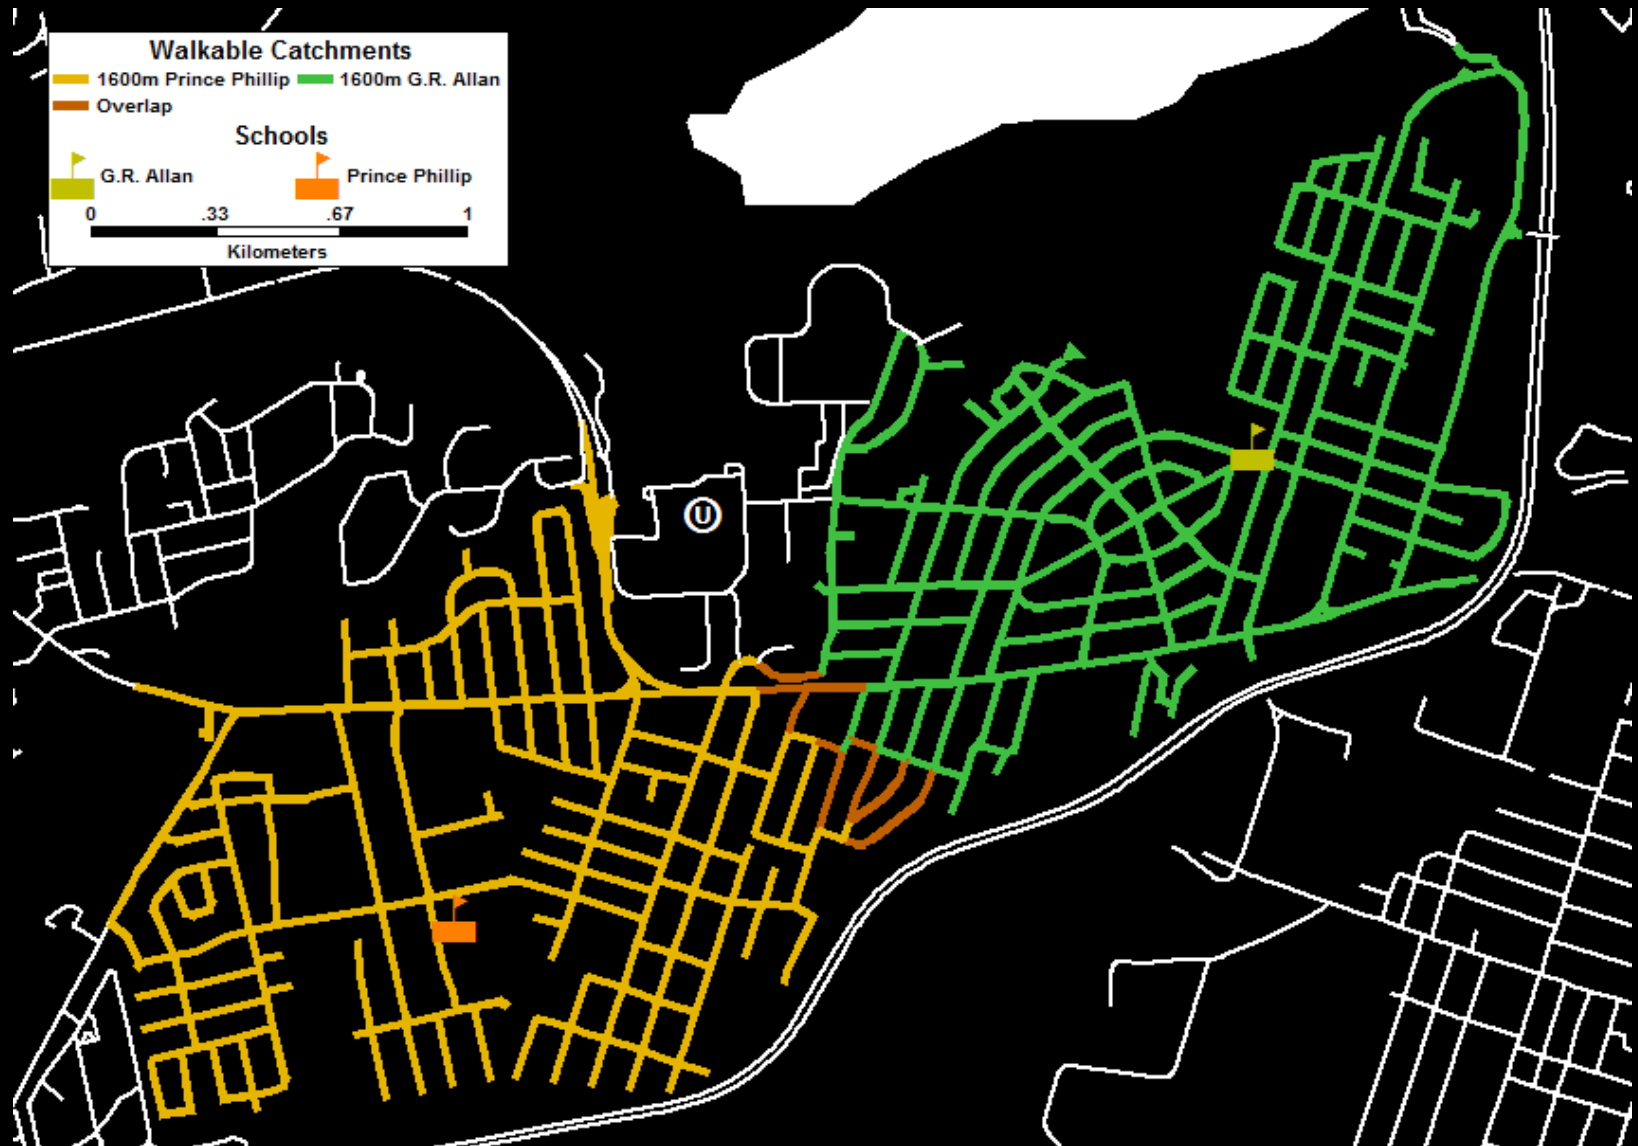 Walkable Catchments
1600m Prince Phillip 1600m G.R. Allan
Overlap
Schools
G.R. Allan Prince Phillip
0 .33 .67 1
Kilometers
U